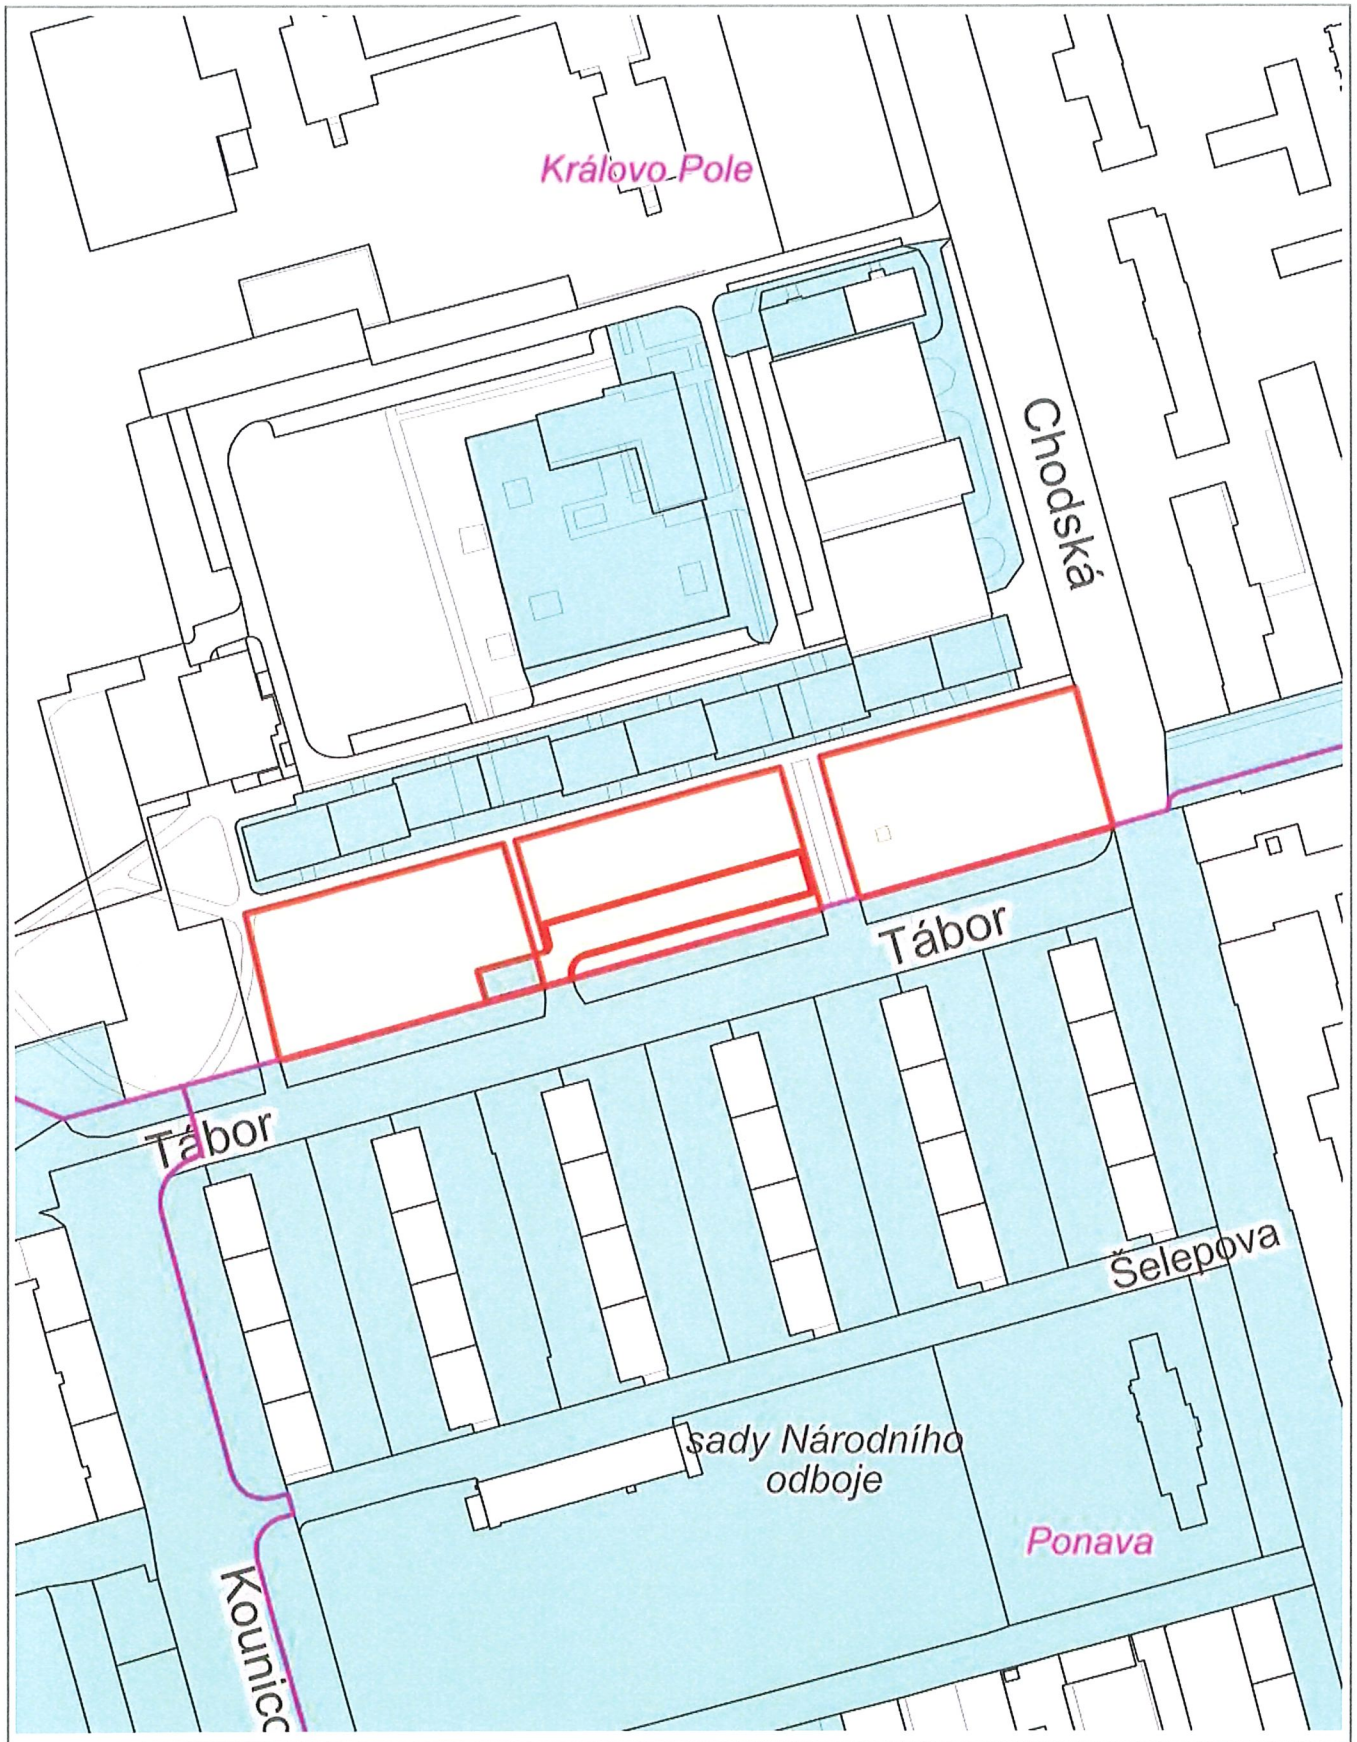 Královo Pole
Chodská
Tábor
Tábor
Šelepova
sady Národního
odboje
Ponava
Kounico